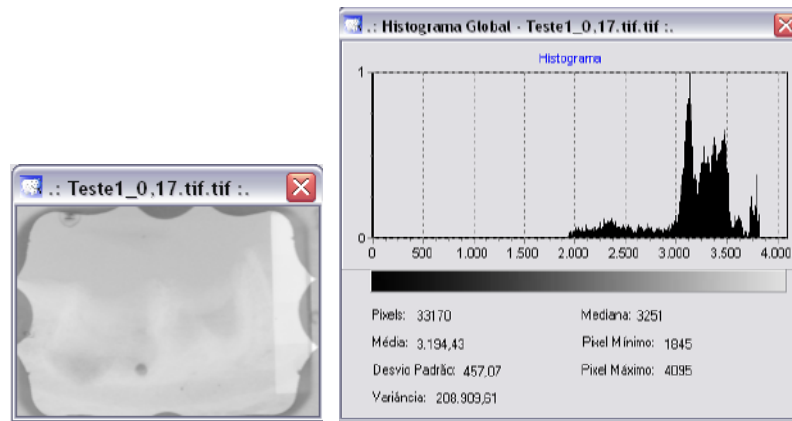 .: Teste1_0,17.tif.tif :.
.: Histograma Global - Teste1_0,17.tif.tif :.
Histograma
1
0
0 500 1.000 1.500 2.000 2.500 3.000 3.500 4.000
Pixels: 33170
Mediana: 3251
Média: 3.194,43
Pixel Mínimo: 1845
Desvio Padrão: 457,07
Pixel Máximo: 4095
Variância: 208.909,61